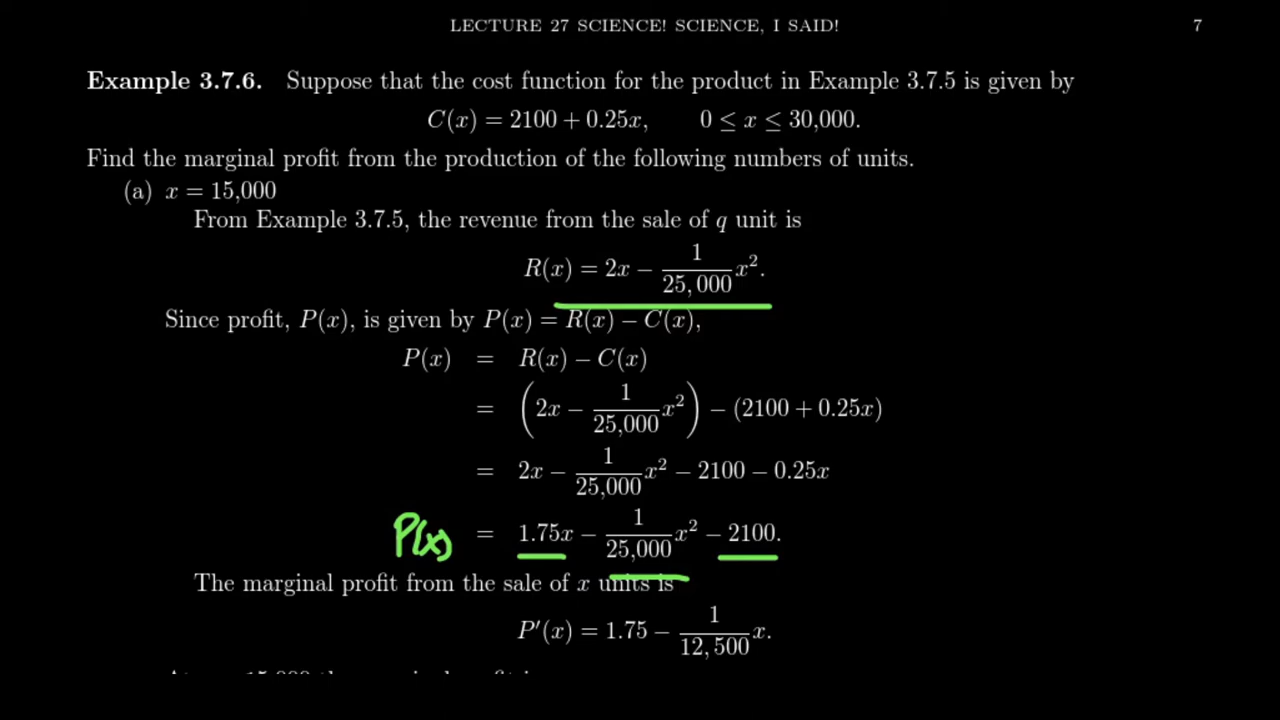 LECTURE 27 SCIENCE! SCIENCE, I SAID! 7
Example 3.7.6. Suppose that the cost function for the product in Example 3.7.5 is given by
C(x) = 2100 + 0.25x, 0 ≤ x ≤ 30,000.
Find the marginal profit from the production of the following numbers of units.
(a) x = 15,000
From Example 3.7.5, the revenue from the sale of q unit is
R(x) = 2x − \frac{1}{25,000}x².
Since profit, P(x), is given by P(x) = R(x) − C(x),
P(x) = R(x) − C(x)
= (2x − \frac{1}{25,000}x²) − (2100 + 0.25x)
= 2x − \frac{1}{25,000}x² − 2100 − 0.25x
P(x) = 1.75x − \frac{1}{25,000}x² − 2100.
The marginal profit from the sale of x units is
P′(x) = 1.75 − \frac{1}{12,500}x.